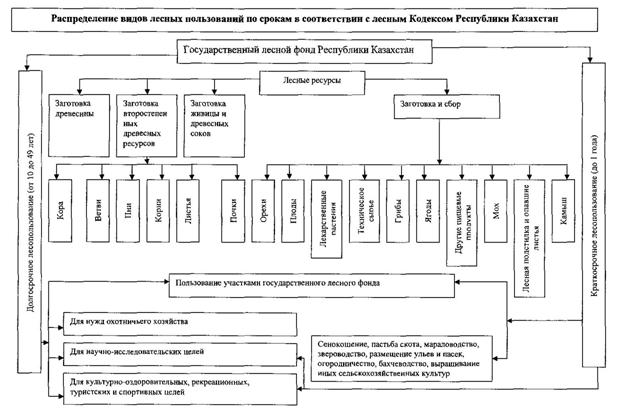 Распределение видов лесных пользований по срокам в соответствии с лесным Кодексом Республики Казахстан
Государственный лесной фонд Республики Казахстан
Долгосрочное лесопользование (от 10 до 49 лет)
Краткосрочное лесопользование (до 1 года)
Лесные ресурсы
Заготовка
древесины
Заготовка
второстепен
ных
древесных
ресурсов
Заготовка
живицы и
древесных
соков
Заготовка и сбор
Кора
Ветви
Пни
Корни
Листья
Почки
Орехи
Плоды
Лекарственные
растения
Техническое
сырье
Грибы
Ягоды
Другие пищевые
продукты
Мох
Лесная подстилка и опавшие
листья
Камыш
Пользование участками государственного лесного фонда
Для нужд охотничьего хозяйства
Для научно-исследовательских целей
Для культурно-оздоровительных, рекреационных,
туристских и спортивных целей
Сенокошение, пастьба скота, мараловодство,
звероводство, размещение ульев и пасек,
огородничество, бахчеводство, выращивание
иных сельскохозяйственных культур